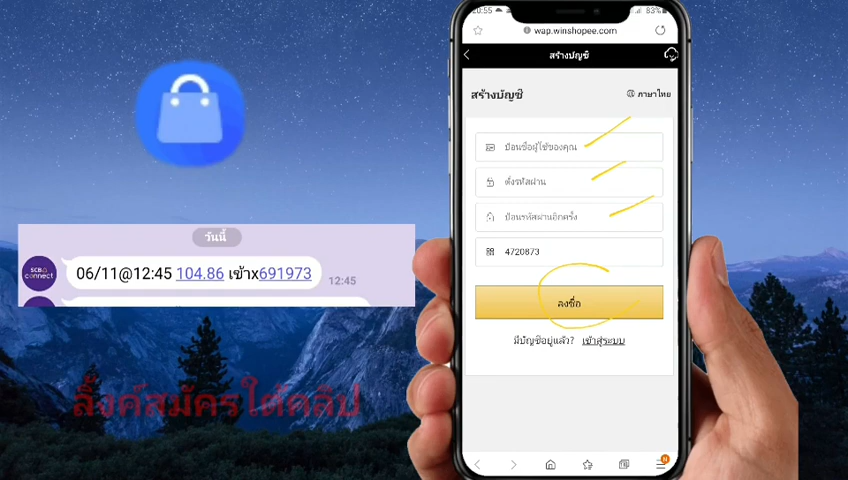 20:55
83%
wap.winshopee.com
สร้างบัญชี
สร้างบัญชี
ภาษาไทย
ป้อนชื่อผู้ใช้ของคุณ
ตั้งรหัสผ่าน
ป้อนรหัสผ่านอีกครั้ง
4720873
ลงชื่อ
มีบัญชีอยู่แล้ว? เข้าสู่ระบบ
N
วันนี้
SCB
connect
06/11@12:45 104.86 เข้าx691973
12:45
ลิ้งค์สมัครใต้คลิป